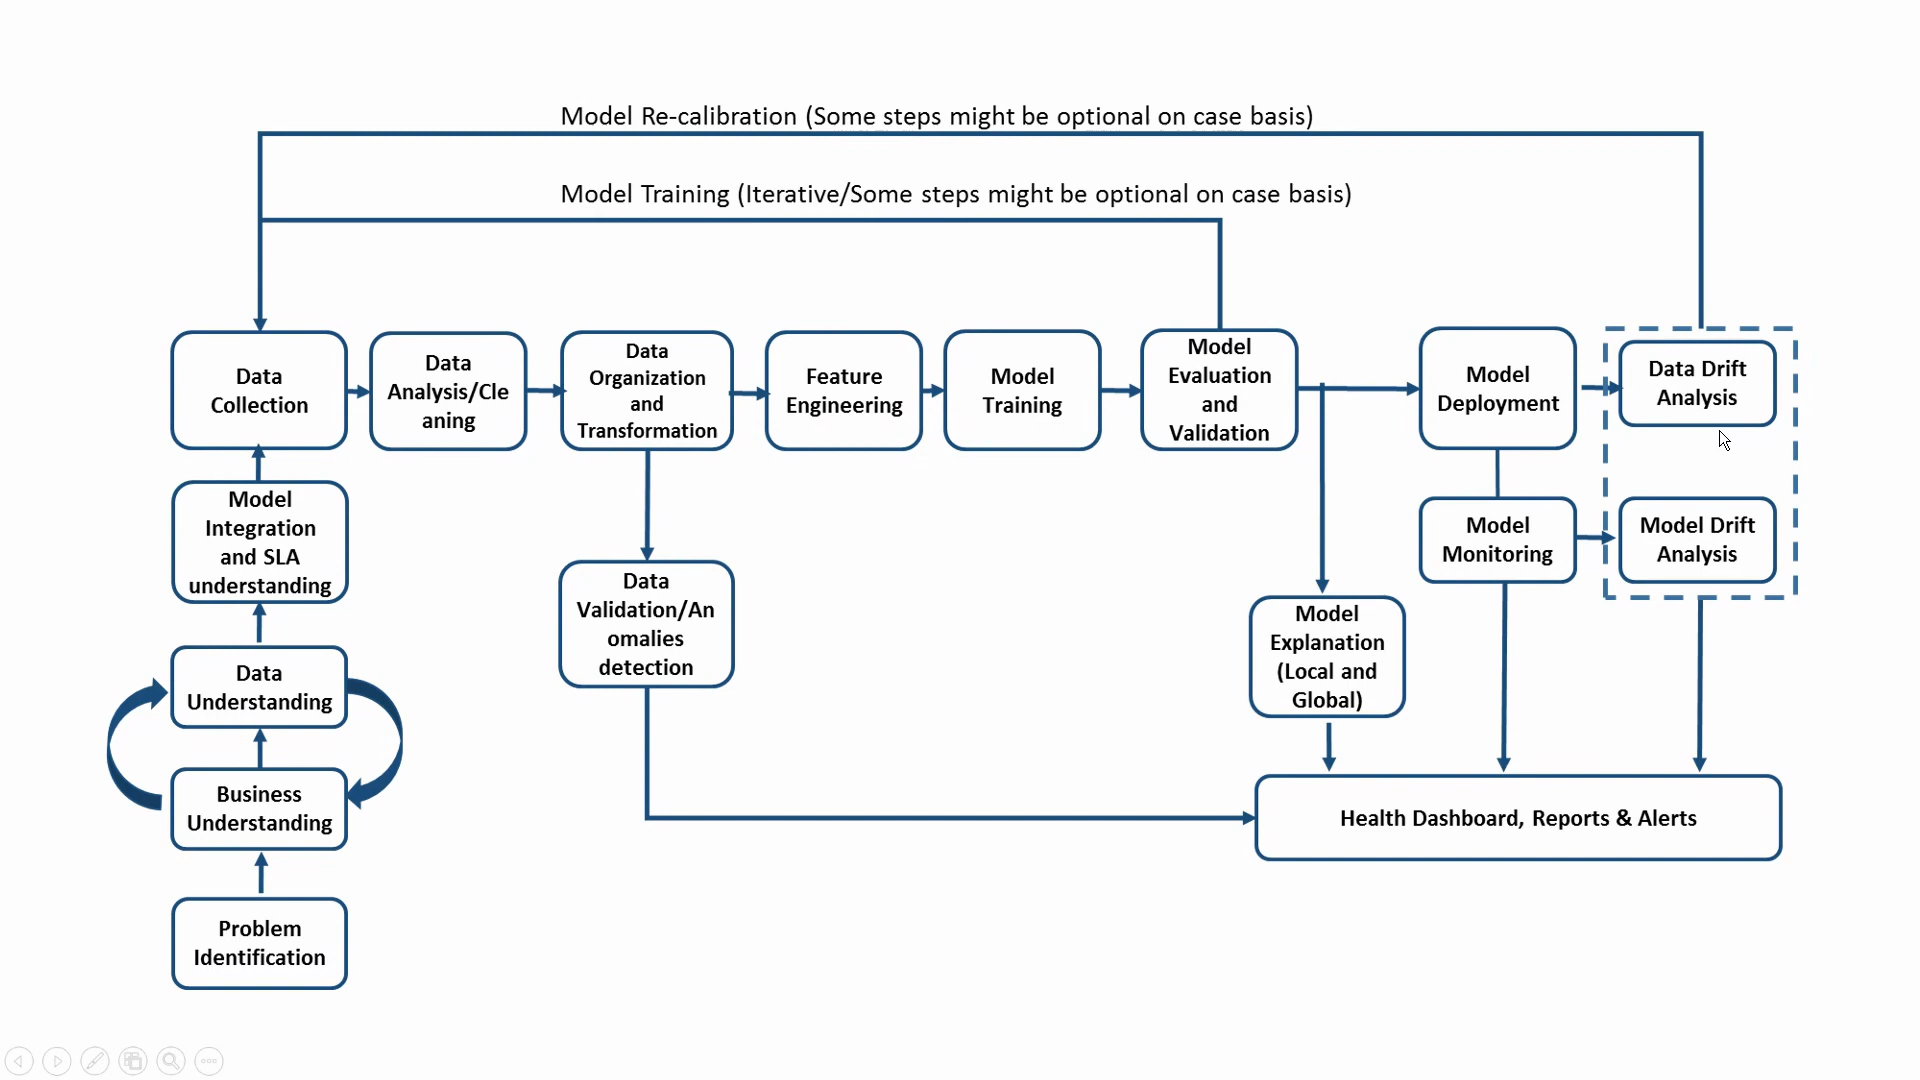 Model Re-calibration (Some steps might be optional on case basis)
Model Training (Iterative/Some steps might be optional on case basis)
Data
Collection
Data
Analysis/Cle
aning
Data
Organization
and
Transformation
Feature
Engineering
Model
Training
Model
Evaluation
and
Validation
Model
Deployment
Data Drift
Analysis
Model
Integration
and SLA
understanding
Model
Monitoring
Model Drift
Analysis
Data
Validation/An
omalies
detection
Model
Explanation
(Local and
Global)
Data
Understanding
Business
Understanding
Health Dashboard, Reports & Alerts
Problem
Identification